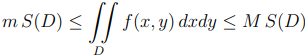 m S(D) ≤ ∬_D f(x, y) dxdy ≤ M S(D)